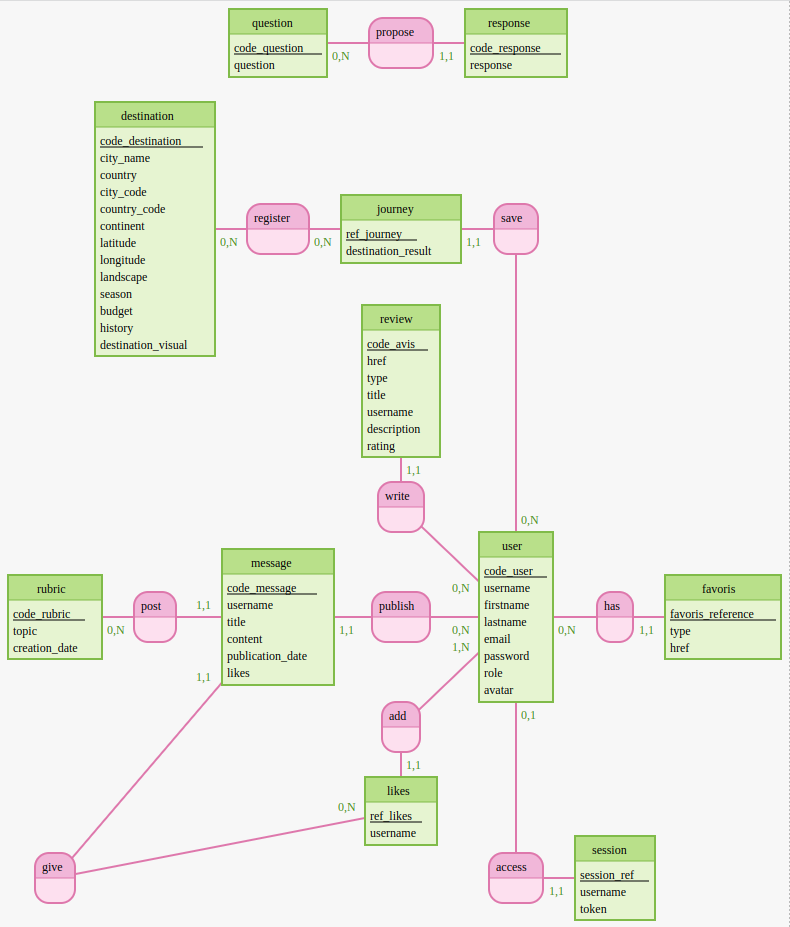 question
code_question
question
0,N
propose
1,1
response
code_response
response
destination
code_destination
city_name
country
city_code
country_code
continent
latitude
longitude
landscape
season
budget
history
destination_visual
0,N
register
0,N
journey
ref_journey
destination_result
1,1
save
0,N
review
code_avis
href
type
title
username
description
rating
1,1
write
0,N
rubric
code_rubric
topic
creation_date
0,N
post
1,1
message
code_message
username
title
content
publication_date
likes
1,1
1,1
publish
0,N
1,N
user
code_user
username
firstname
lastname
email
password
role
avatar
0,N
has
1,1
favoris
favoris_reference
type
href
add
1,1
0,1
likes
ref_likes
username
0,N
give
access
1,1
session
session_ref
username
token